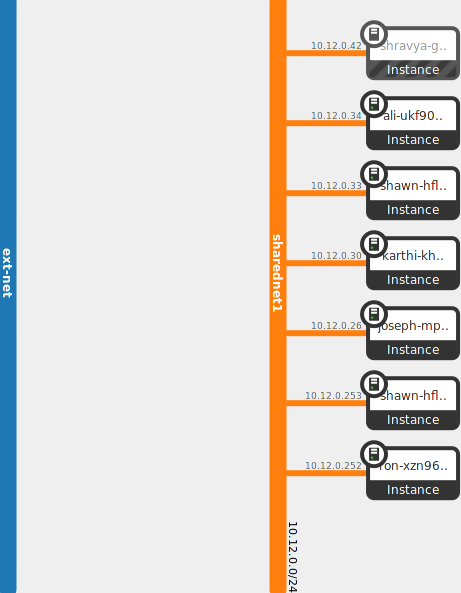 ext-net
sharednet1
10.12.0.0/24
10.12.0.42
shravya-g..
Instance
10.12.0.34
ali-ukf90..
Instance
10.12.0.33
shawn-hfl..
Instance
10.12.0.30
karthi-kh..
Instance
10.12.0.26
joseph-mp..
Instance
10.12.0.253
shawn-hfl..
Instance
10.12.0.252
ron-xzn96..
Instance